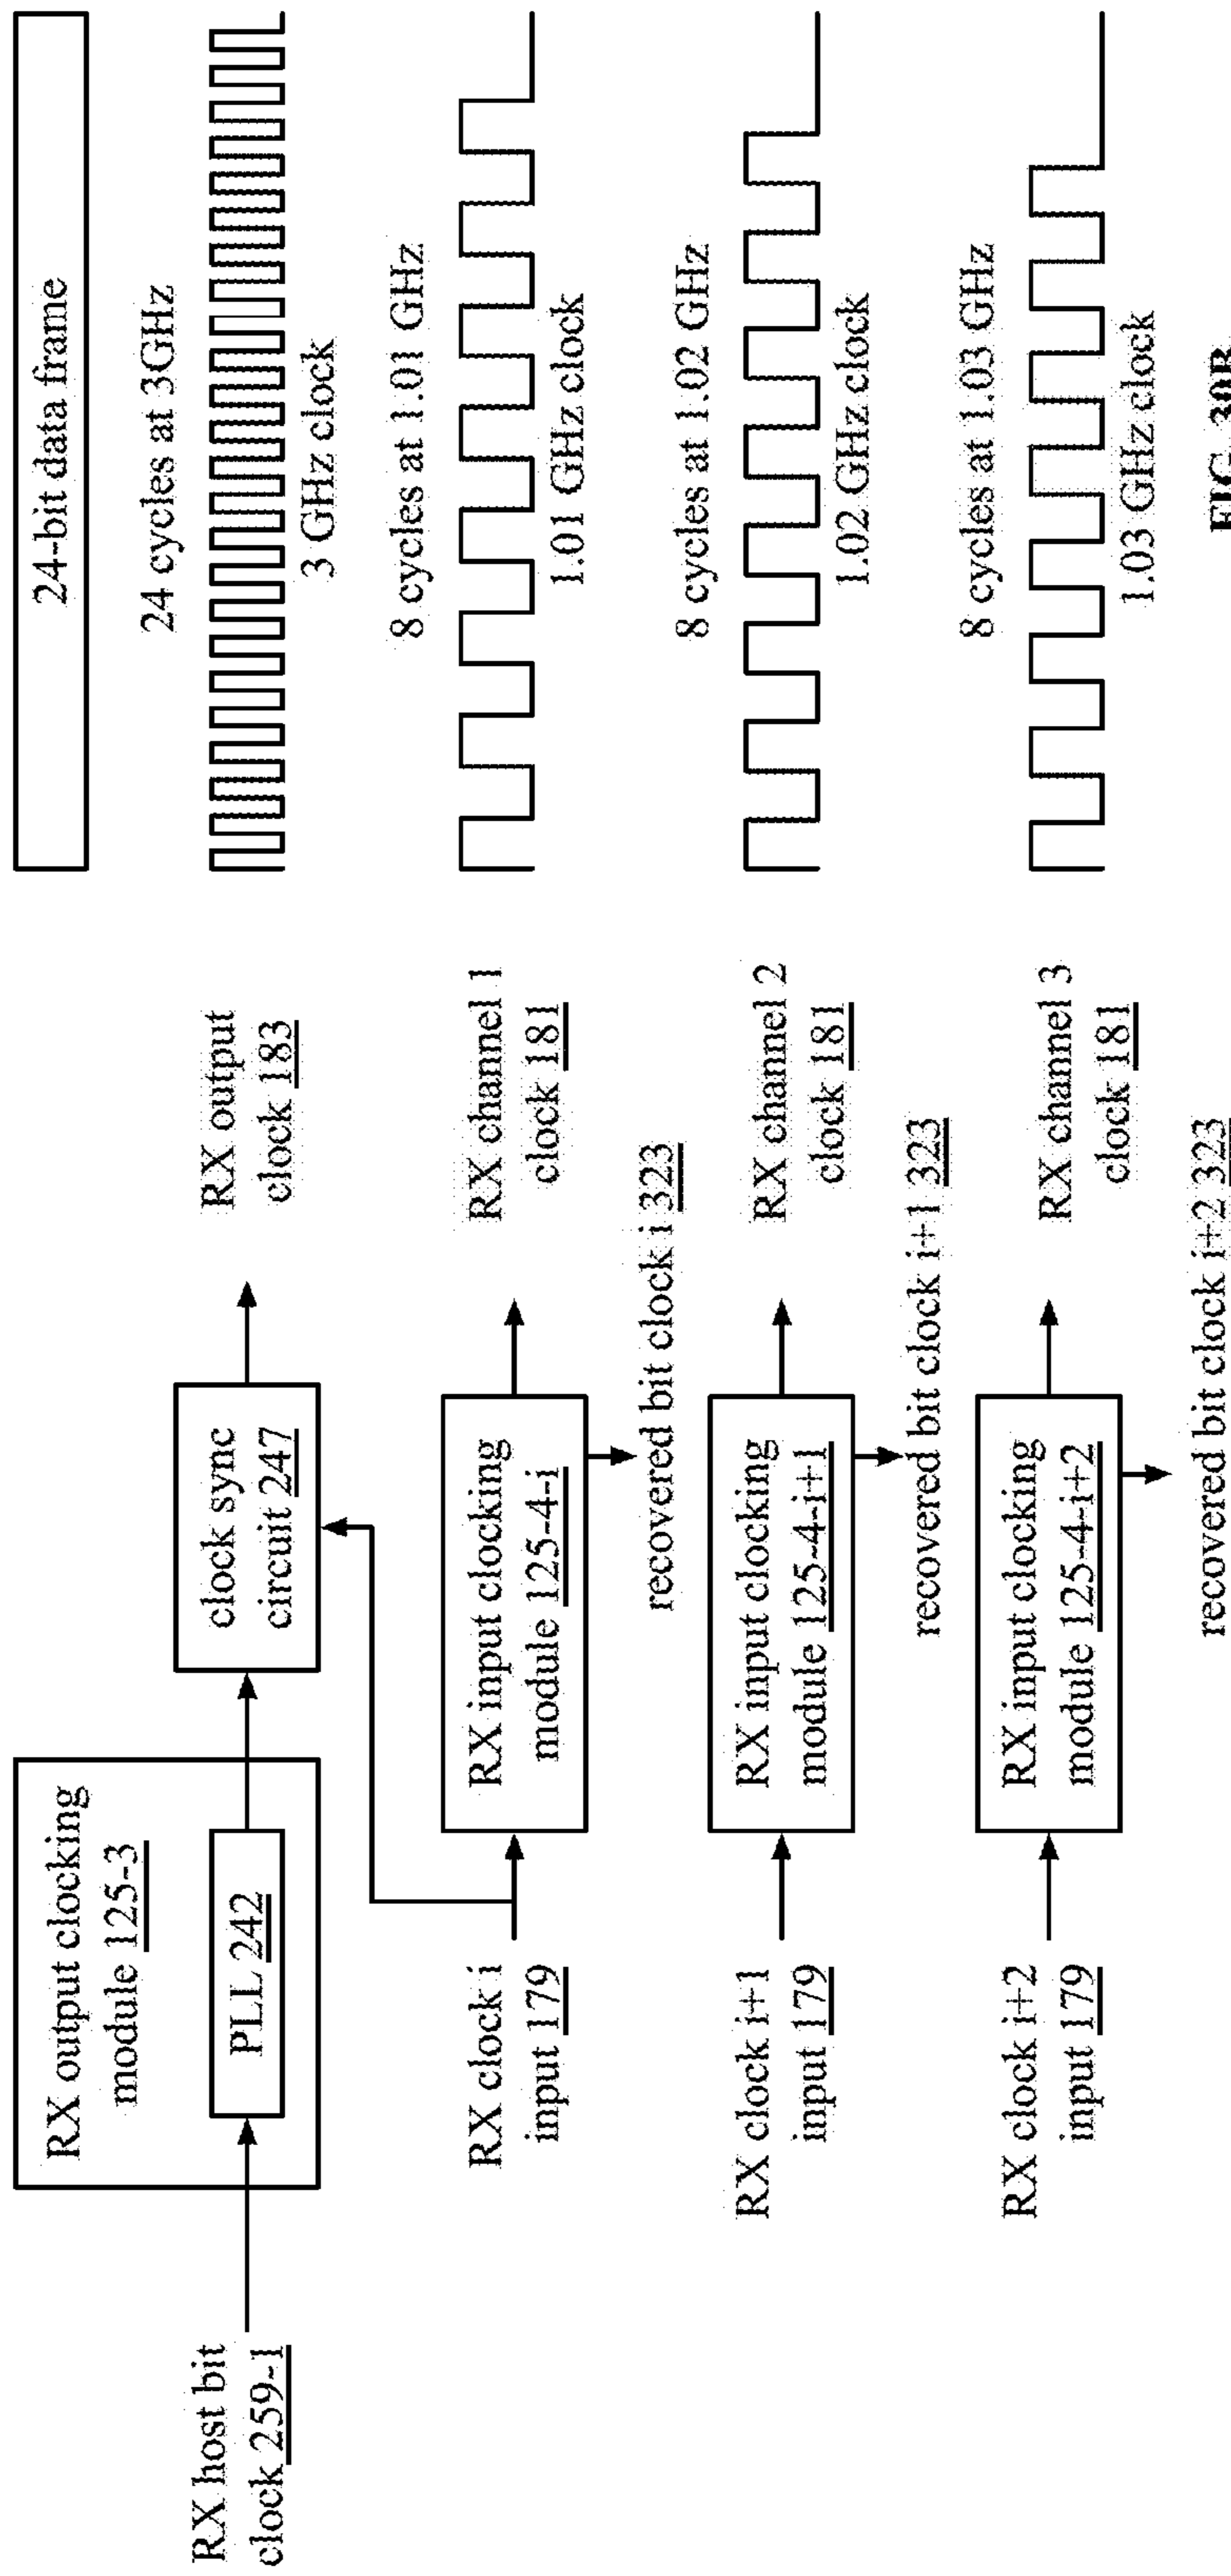 24-bit data frame
RX output clocking
module 125-3
PLL 242
RX host bit
clock 259-1
clock sync
circuit 247
RX output
clock 183
24 cycles at 3GHz
3 GHz clock
RX clock i
input 179
RX input clocking
module 125-4-i
recovered bit clock i 323
RX channel 1
clock 181
8 cycles at 1.01 GHz
1.01 GHz clock
RX clock i+1
input 179
RX input clocking
module 125-4-i+1
recovered bit clock i+1 323
RX channel 2
clock 181
8 cycles at 1.02 GHz
1.02 GHz clock
RX clock i+2
input 179
RX input clocking
module 125-4-i+2
recovered bit clock i+2 323
RX channel 3
clock 181
8 cycles at 1.03 GHz
1.03 GHz clock